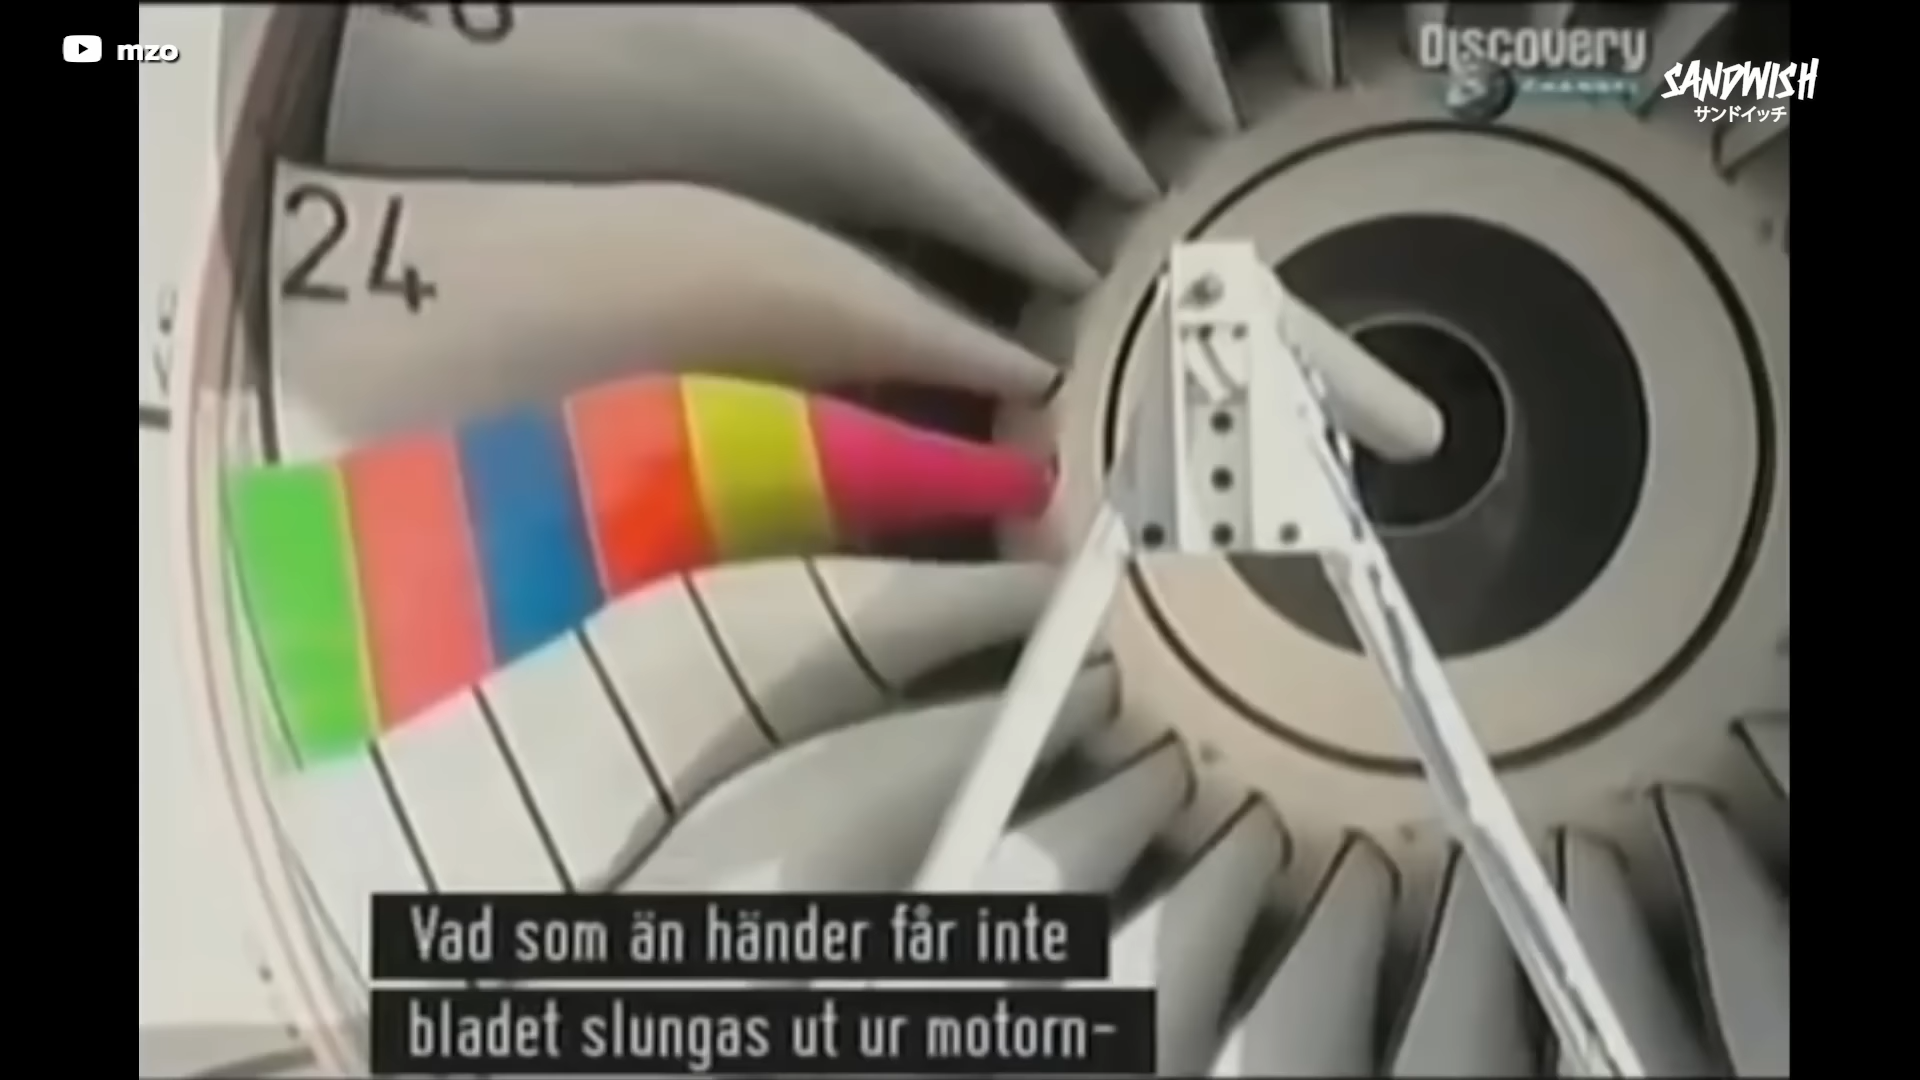 mzo
Discovery
CHANNEL
SANDWISH
サンドイッチ
24
Vad som än händer får inte
bladet slungas ut ur motorn-